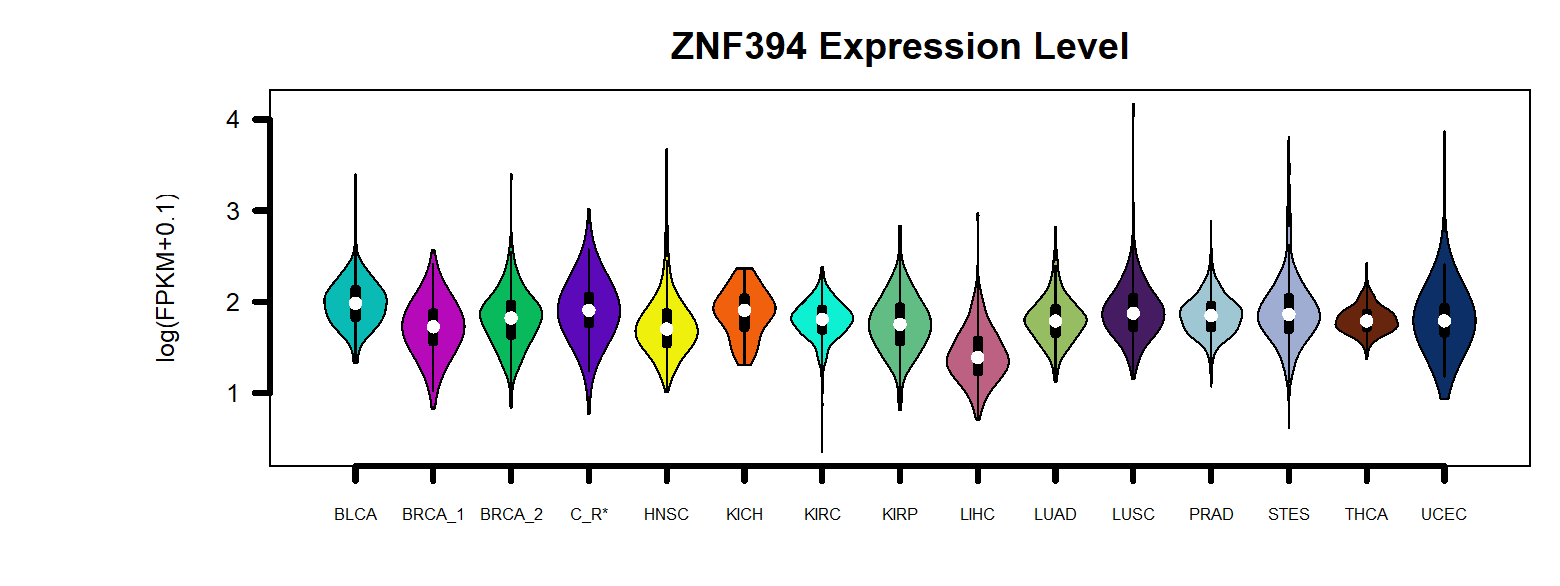 ZNF394 Expression Level
log(FPKM+0.1)
4
3
2
1
BLCA BRCA_1 BRCA_2 C_R* HNSC KICH KIRC KIRP LIHC LUAD LUSC PRAD STES THCA UCEC